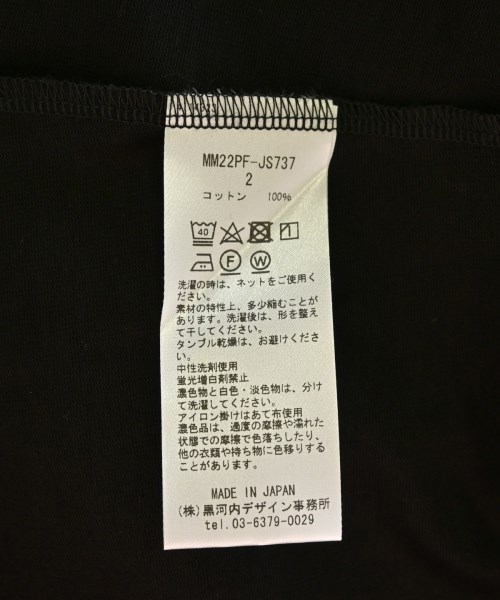 MM22PF-JS737
2
コットン 100%
40
F W
洗濯の時は、ネットをご使用く
ださい。
素材の特性上、多少縮むことが
あります。洗濯後は、形を整え
て干してください。
タンブル乾燥は、お避けくださ
い。
中性洗剤使用
蛍光増白剤禁止
濃色物と白色・淡色物は、分け
て洗濯してください。
アイロン掛けはあて布使用
濃色品は、過度の摩擦や濡れた
状態での摩擦で色落ちしたり、
他の衣類や持ち物に色移りする
ことがあります。
MADE IN JAPAN
(株)黒河内デザイン事務所
tel.03-6379-0029